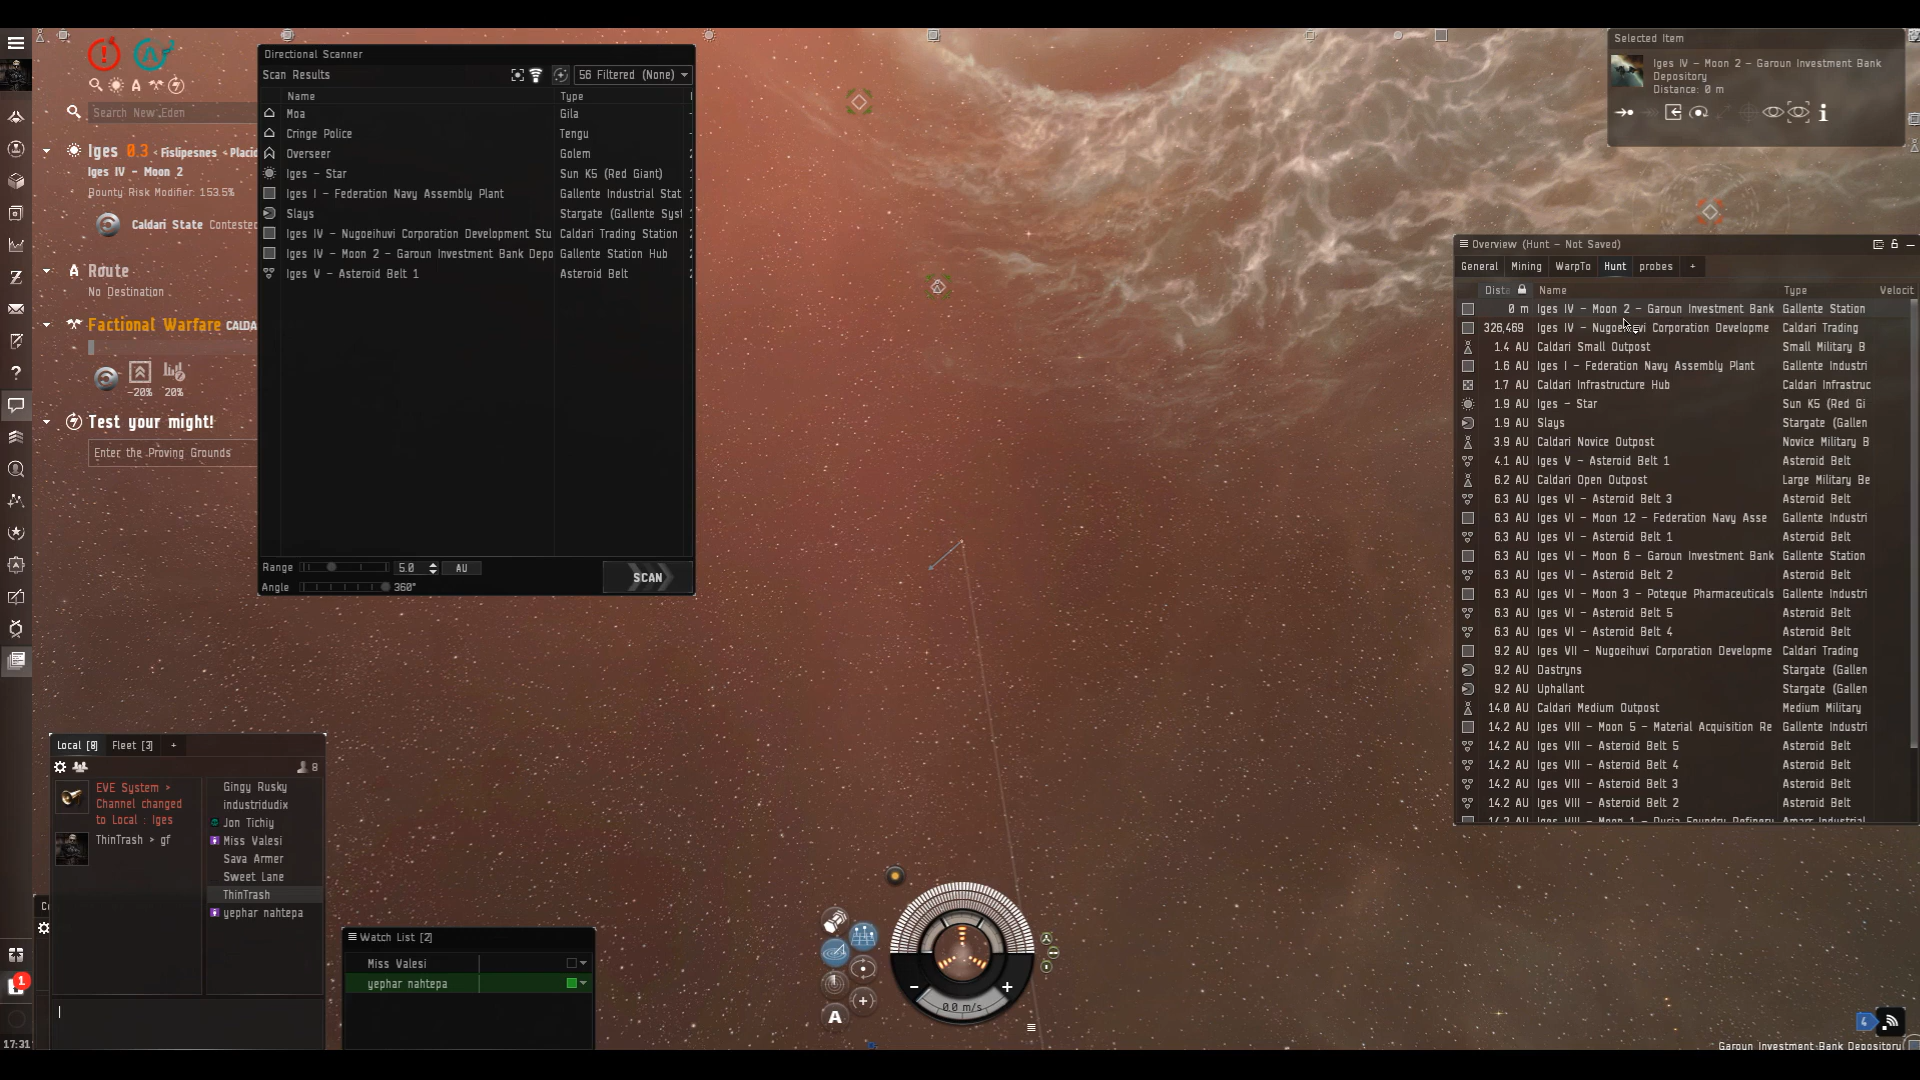 Search New Eden
Iges 0.3 < Fislipesnes < Placid
Iges IV - Moon 2
Bounty Risk Modifier: 153.5%
Caldari State Contested
Route
No Destination
Factional Warfare CALDA
-20% 20%
Test your might!
Enter the Proving Grounds
Directional Scanner
Scan Results
56 Filtered (None)
Name Type
Moa Gila
Cringe Police Tengu
Overseer Golem
Iges - Star Sun K5 (Red Giant)
Iges I - Federation Navy Assembly Plant Gallente Industrial Stat
Slays Stargate (Gallente Syst
Iges IV - Nugoeihuvi Corporation Development Stu Caldari Trading Station
Iges IV - Moon 2 - Garoun Investment Bank Depo Gallente Station Hub
Iges V - Asteroid Belt 1 Asteroid Belt
Range 5.0 AU
Angle 360°
SCAN
Selected Item
Iges IV - Moon 2 - Garoun Investment Bank
Depository
Distance: 0 m
Overview (Hunt - Not Saved)
General Mining WarpTo Hunt probes +
Dista Name Type Velocit
0 m Iges IV - Moon 2 - Garoun Investment Bank Gallente Station
326,469 Iges IV - Nugoeihuvi Corporation Developme Caldari Trading
1.4 AU Caldari Small Outpost Small Military B
1.6 AU Iges I - Federation Navy Assembly Plant Gallente Industri
1.7 AU Caldari Infrastructure Hub Caldari Infrastruc
1.9 AU Iges - Star Sun K5 (Red Gi
1.9 AU Slays Stargate (Gallen
3.9 AU Caldari Novice Outpost Novice Military B
4.1 AU Iges V - Asteroid Belt 1 Asteroid Belt
6.2 AU Caldari Open Outpost Large Military Be
6.3 AU Iges VI - Asteroid Belt 3 Asteroid Belt
6.3 AU Iges VI - Moon 12 - Federation Navy Asse Gallente Industri
6.3 AU Iges VI - Asteroid Belt 1 Asteroid Belt
6.3 AU Iges VI - Moon 6 - Garoun Investment Bank Gallente Station
6.3 AU Iges VI - Asteroid Belt 2 Asteroid Belt
6.3 AU Iges VI - Moon 3 - Poteque Pharmaceuticals Gallente Industri
6.3 AU Iges VI - Asteroid Belt 5 Asteroid Belt
6.3 AU Iges VI - Asteroid Belt 4 Asteroid Belt
9.2 AU Iges VII - Nugoeihuvi Corporation Developme Caldari Trading
9.2 AU Dastryns Stargate (Gallen
9.2 AU Uphallant Stargate (Gallen
14.0 AU Caldari Medium Outpost Medium Military
14.2 AU Iges VIII - Moon 5 - Material Acquisition Re Gallente Industri
14.2 AU Iges VIII - Asteroid Belt 5 Asteroid Belt
14.2 AU Iges VIII - Asteroid Belt 4 Asteroid Belt
14.2 AU Iges VIII - Asteroid Belt 3 Asteroid Belt
14.2 AU Iges VIII - Asteroid Belt 2 Asteroid Belt
Local [8] Fleet [3] +
8
EVE System >
Channel changed
to Local : Iges
ThinTrash > gf
Gingy Rusky
industridudix
Jon Tichiy
Miss Valesi
Sava Armer
Sweet Lane
ThinTrash
yephar nahtepa
Watch List [2]
Miss Valesi
yephar nahtepa
A
0.0 m/s
1
17:31
4
Garoun Investment Bank Depository